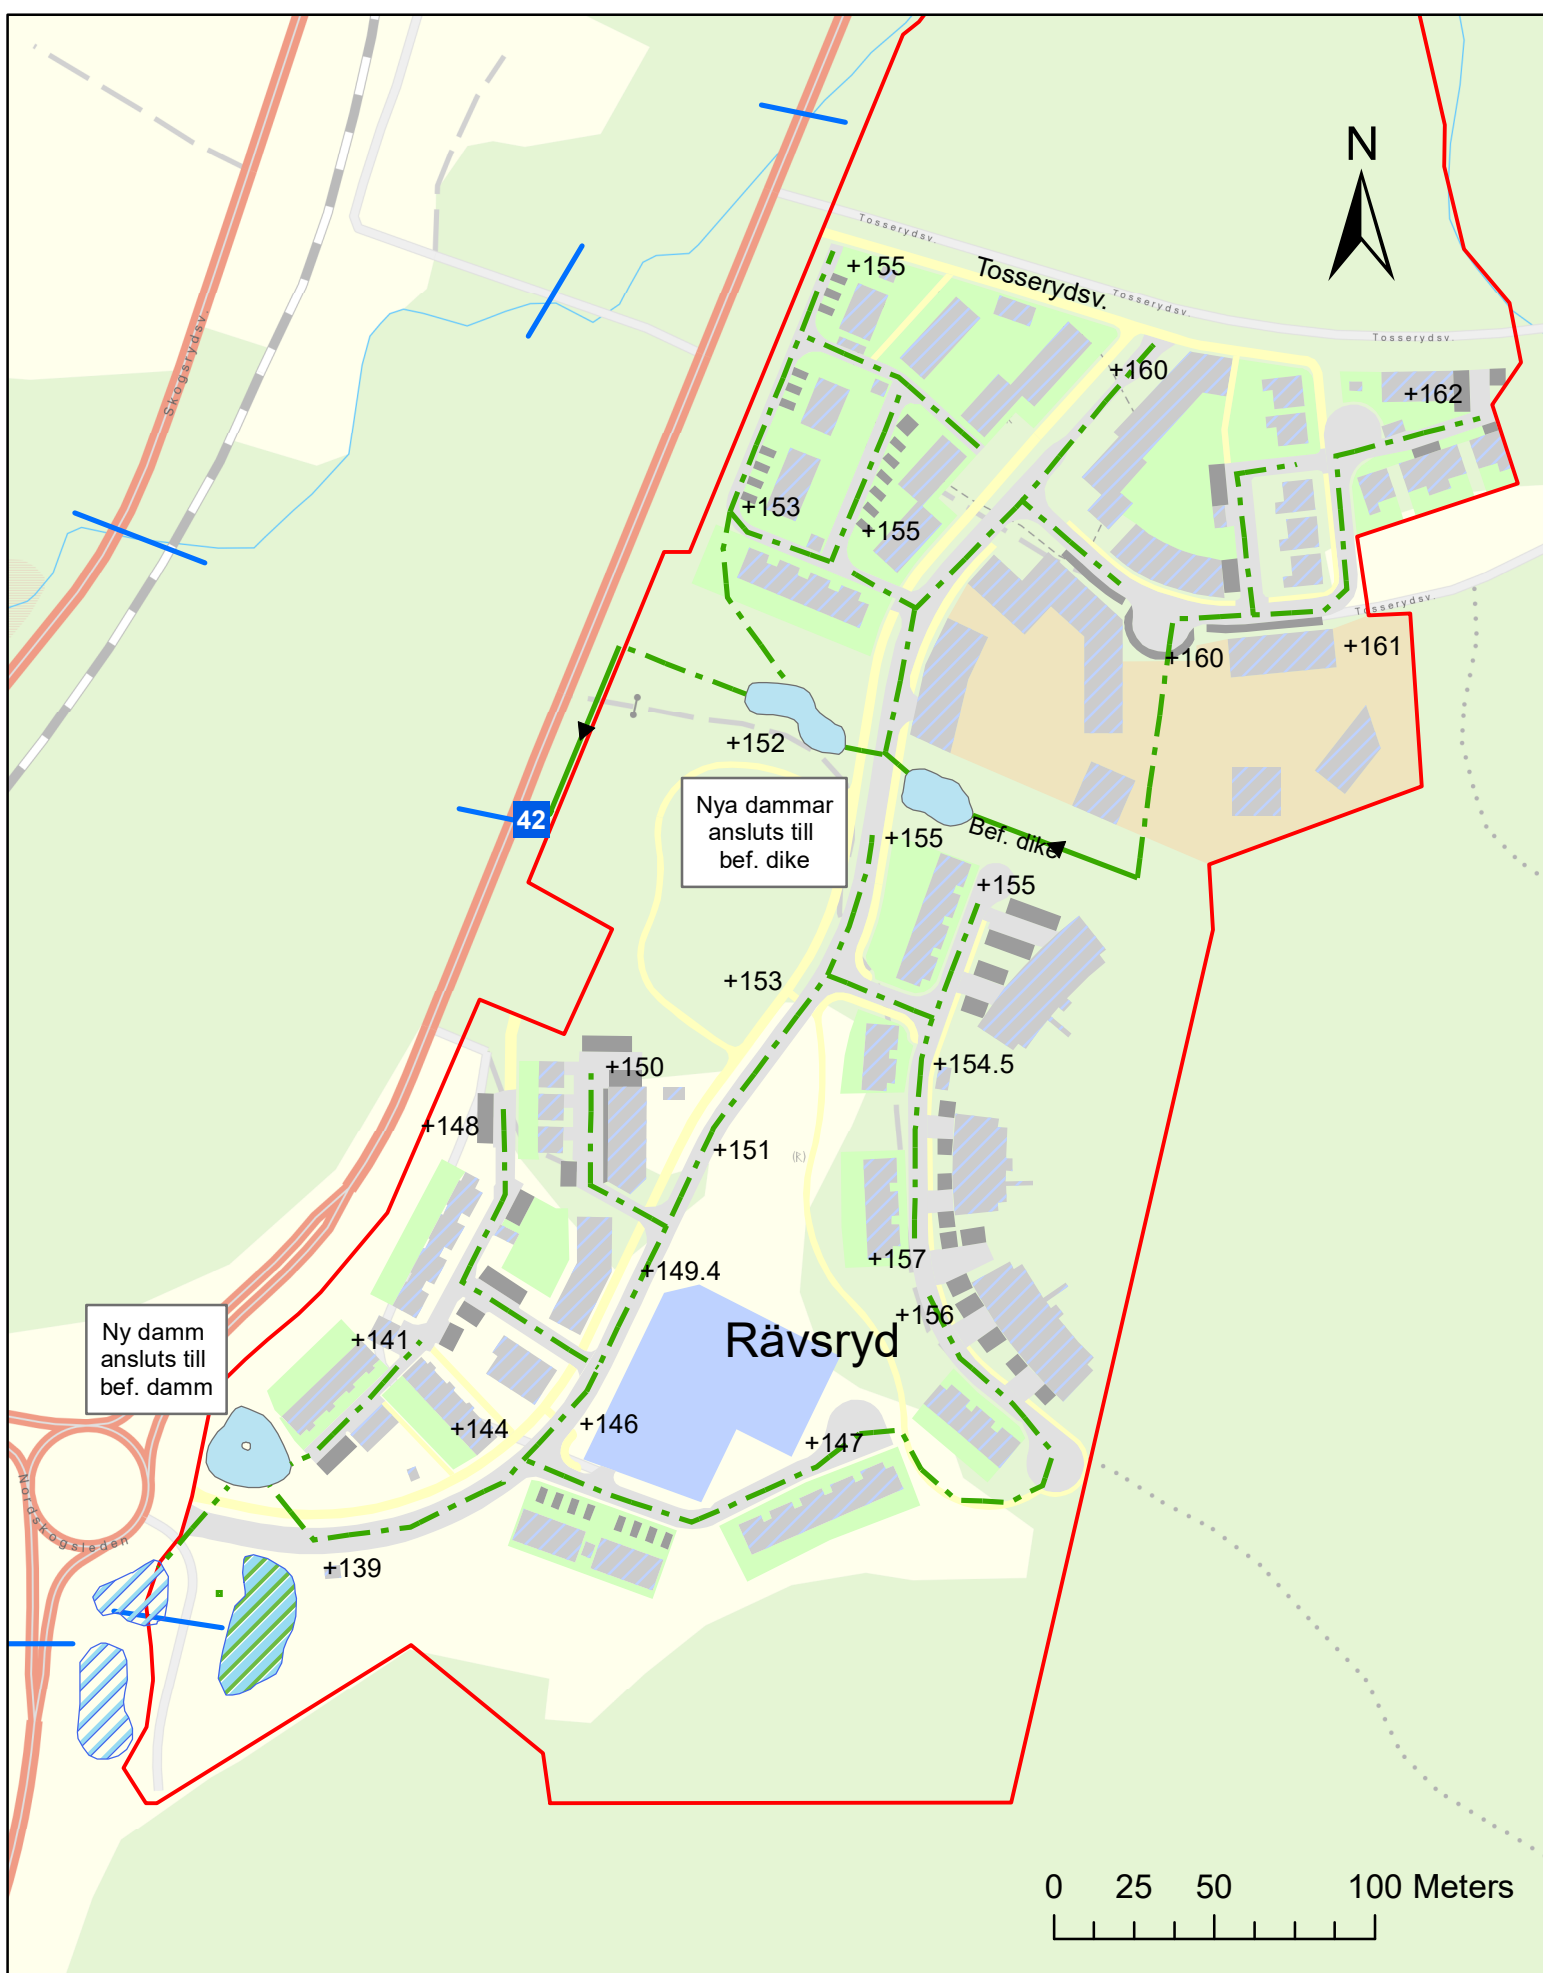 N
Tosserydsv.
+155
Tosserydsv.
Tosserydsv.
Tosserydsv.
Skogsrydsv.
+160
+162
+153
+155
Tosserydsv.
+160
+161
+152
42
Nya dammar
ansluts till
bef. dike
+155
Bef. dike
+155
+153
+154.5
+150
+148
+151
(R)
+157
+149.4
+156
Rävsryd
Ny damm
ansluts till
bef. damm
+141
+144
+146
+147
Nordskogsleden
+139
0 25 50 100 Meters